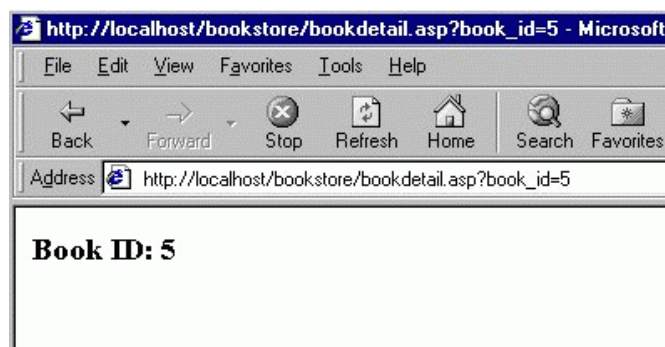 http://localhost/bookstore/bookdetail.asp?book_id=5 - Microsoft
File Edit View Favorites Tools Help
Back Forward Stop Refresh Home Search Favorites
Address http://localhost/bookstore/bookdetail.asp?book_id=5
Book ID: 5